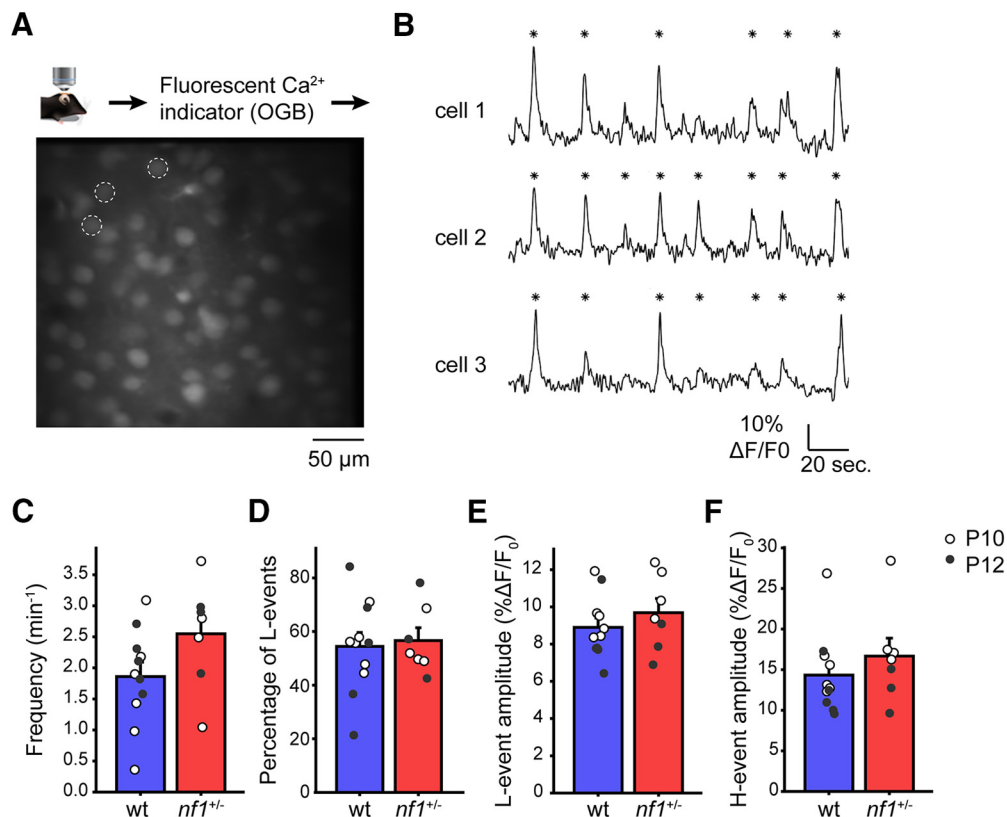 A
Fluorescent Ca²⁺
indicator (OGB)
50 µm
B
* * * * * *
cell 1
* * * * * * * *
cell 2
* * * * * * *
cell 3
10%
ΔF/F0
20 sec.
C
Frequency (min⁻¹)
3.5
3.0
2.5
2.0
1.5
1.0
0.5
0.0
wt nf1⁺/⁻
D
Percentage of L-events
80
60
40
20
0
wt nf1⁺/⁻
E
L-event amplitude (%ΔF/F₀)
12
10
8
6
4
2
0
wt nf1⁺/⁻
F
H-event amplitude (%ΔF/F₀)
30
25
20
15
10
5
0
wt nf1⁺/⁻
P10
P12